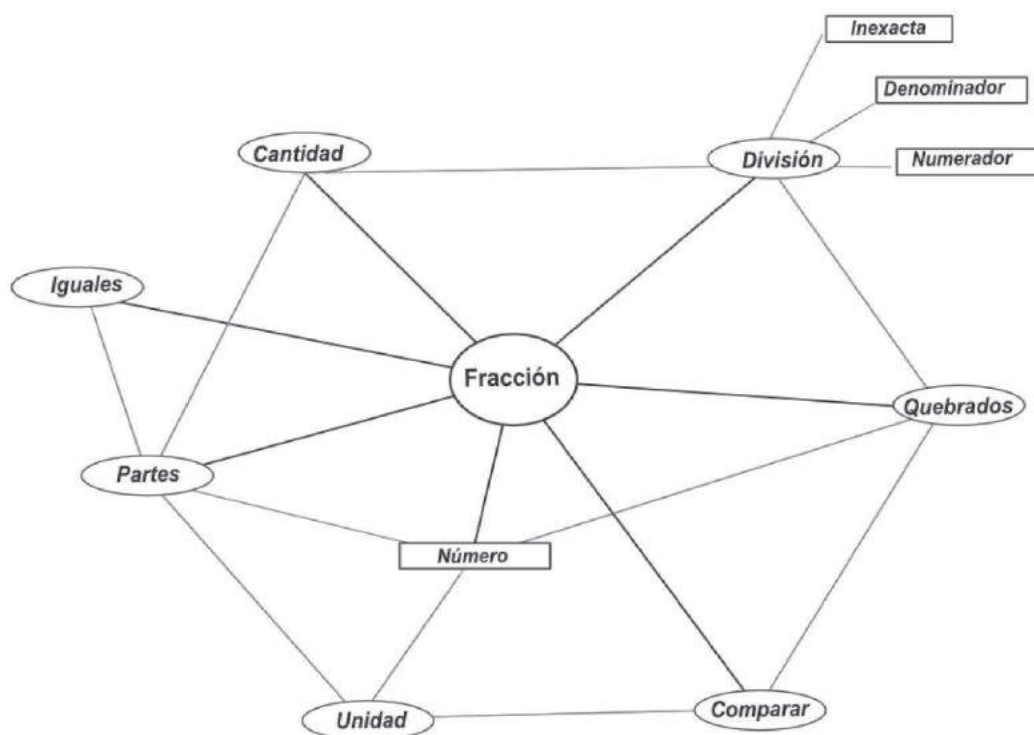 Inexacta
Denominador
Cantidad
División
Numerador
Iguales
Fracción
Quebrados
Partes
Número
Unidad
Comparar